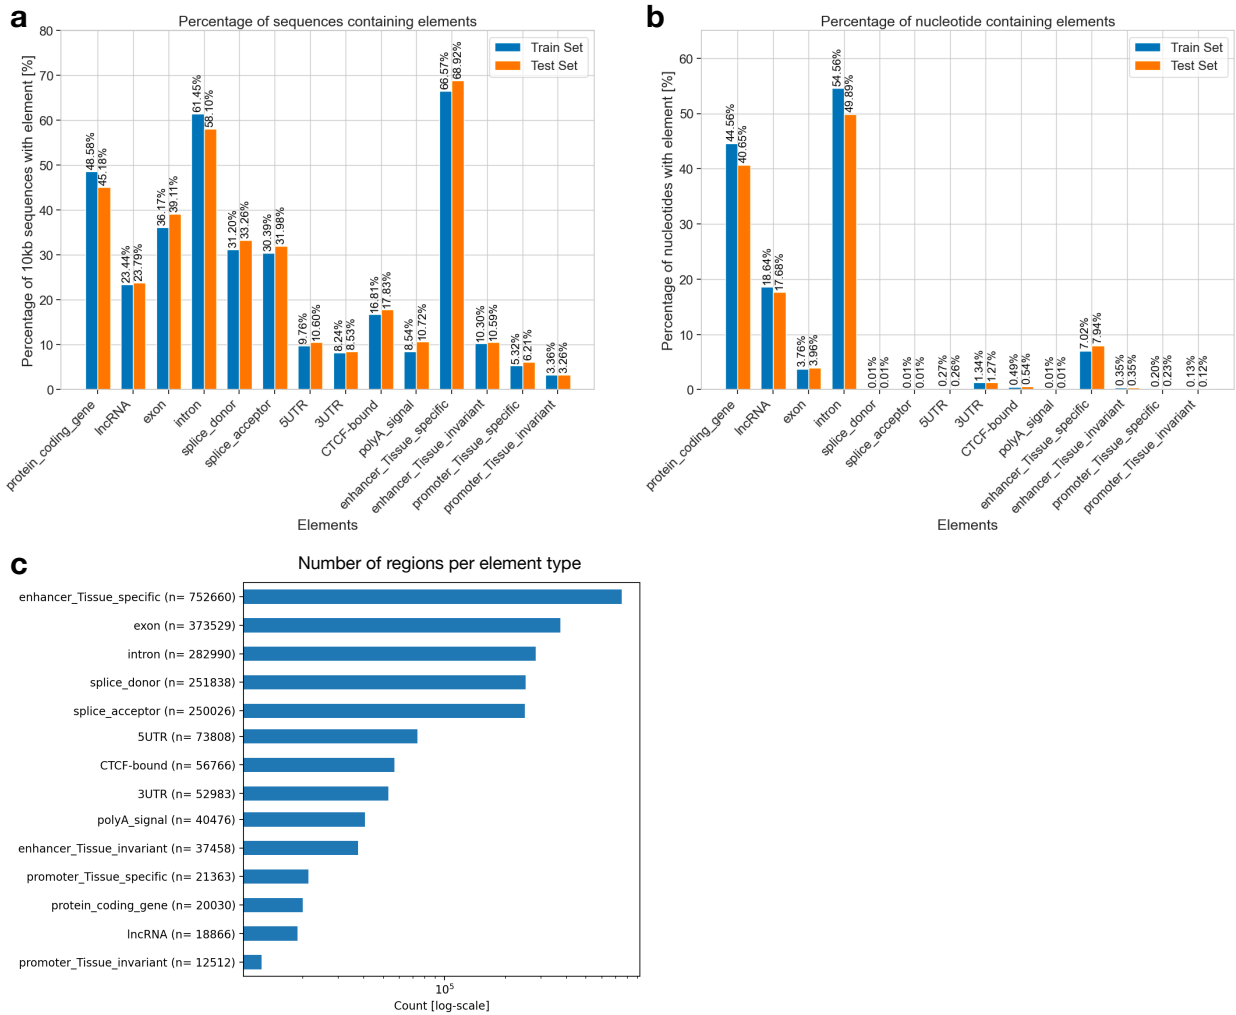 a
Percentage of sequences containing elements
Percentage of 10kb sequences with element [%]
80
70
60
50
40
30
20
10
0
Train Set
Test Set
48.58%
45.18%
23.44%
23.79%
36.17%
39.11%
61.45%
58.10%
31.20%
33.26%
30.39%
31.98%
9.76%
10.60%
8.24%
8.53%
16.81%
17.83%
8.54%
10.72%
66.57%
68.92%
10.30%
10.59%
5.32%
6.21%
3.36%
3.26%
protein_coding_gene
lncRNA
exon
intron
splice_donor
splice_acceptor
5UTR
3UTR
CTCF-bound
polyA_signal
enhancer_Tissue_specific
enhancer_Tissue_invariant
promoter_Tissue_specific
promoter_Tissue_invariant
Elements
b
Percentage of nucleotide containing elements
Percentage of nucleotides with element [%]
60
50
40
30
20
10
0
Train Set
Test Set
44.56%
40.65%
18.64%
17.68%
3.76%
3.96%
54.56%
49.89%
0.01%
0.01%
0.01%
0.01%
0.27%
0.26%
1.34%
1.27%
0.49%
0.54%
0.01%
0.01%
7.02%
7.94%
0.35%
0.35%
0.20%
0.23%
0.13%
0.12%
protein_coding_gene
lncRNA
exon
intron
splice_donor
splice_acceptor
5UTR
3UTR
CTCF-bound
polyA_signal
enhancer_Tissue_specific
enhancer_Tissue_invariant
promoter_Tissue_specific
promoter_Tissue_invariant
Elements
c
Number of regions per element type
enhancer_Tissue_specific (n= 752660)
exon (n= 373529)
intron (n= 282990)
splice_donor (n= 251838)
splice_acceptor (n= 250026)
5UTR (n= 73808)
CTCF-bound (n= 56766)
3UTR (n= 52983)
polyA_signal (n= 40476)
enhancer_Tissue_invariant (n= 37458)
promoter_Tissue_specific (n= 21363)
protein_coding_gene (n= 20030)
lncRNA (n= 18866)
promoter_Tissue_invariant (n= 12512)
10⁵
Count [log-scale]